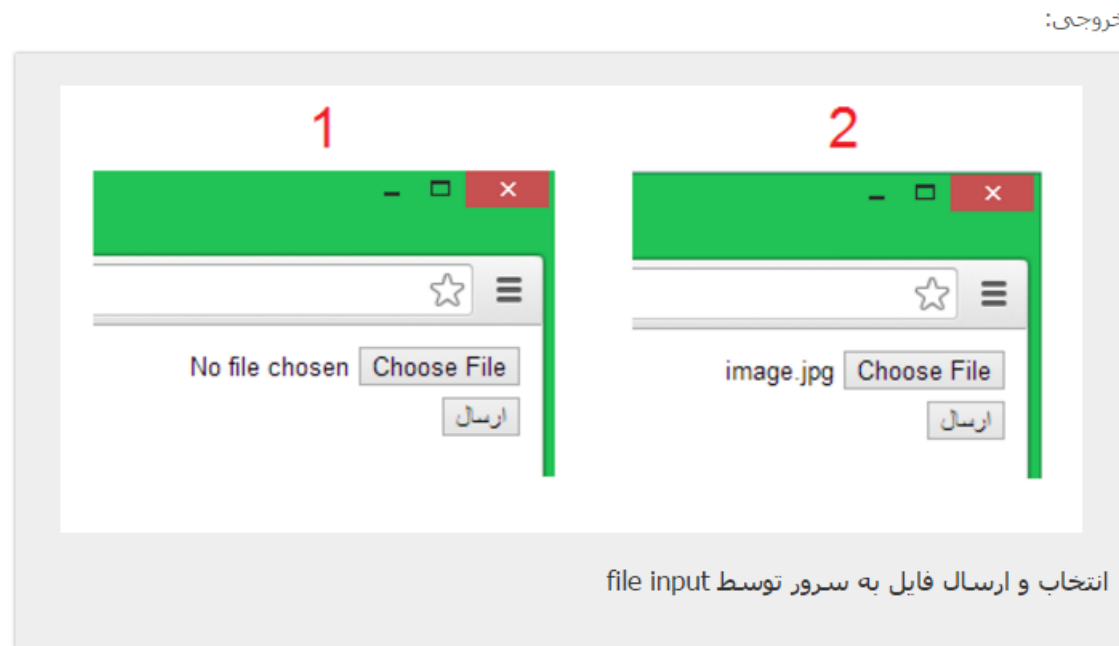 خروجی:
1
2
No file chosen Choose File
ارسال
image.jpg Choose File
ارسال
انتخاب و ارسال فایل به سرور توسط file input